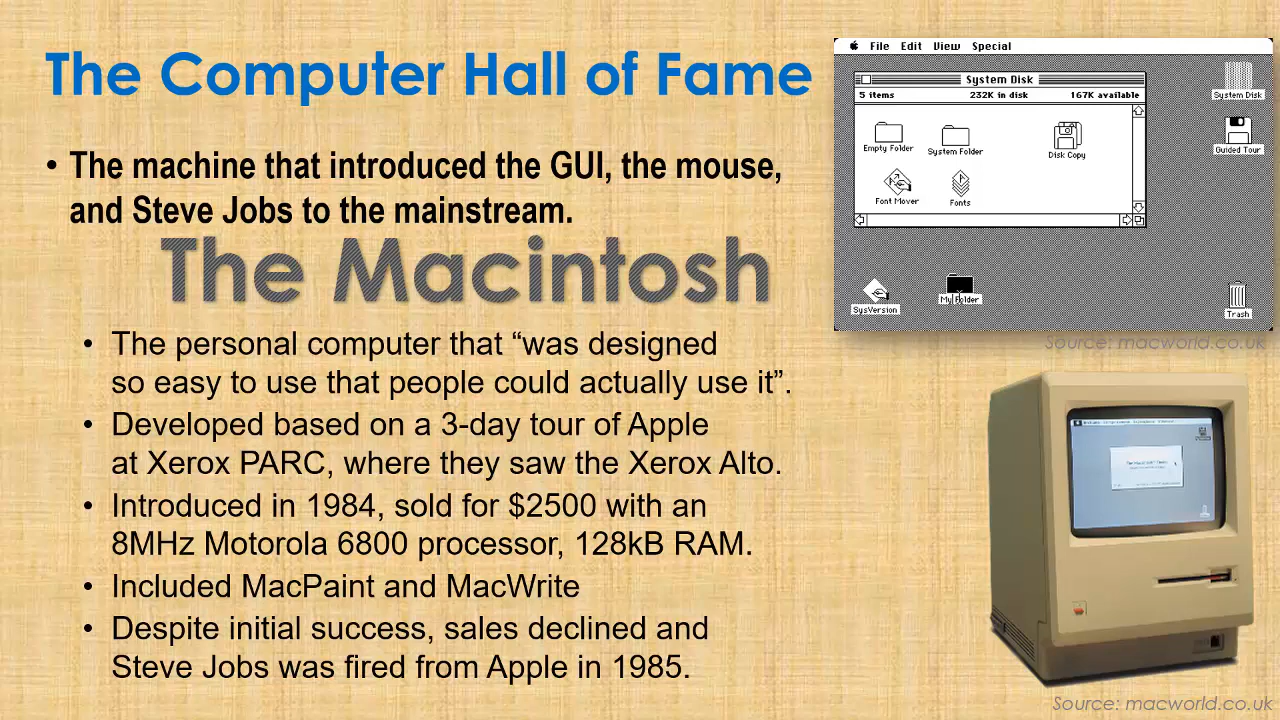 The Computer Hall of Fame
• The machine that introduced the GUI, the mouse,
and Steve Jobs to the mainstream.
The Macintosh
• The personal computer that “was designed
so easy to use that people could actually use it”.
• Developed based on a 3-day tour of Apple
at Xerox PARC, where they saw the Xerox Alto.
• Introduced in 1984, sold for $2500 with an
8MHz Motorola 6800 processor, 128kB RAM.
• Included MacPaint and MacWrite
• Despite initial success, sales declined and
Steve Jobs was fired from Apple in 1985.
File Edit View Special
System Disk
5 items 232K in disk 167K available
Empty Folder System Folder Disk Copy
Font Mover Fonts
System Disk
Guided Tour
SysVersion My Folder Trash
Source: macworld.co.uk
Source: macworld.co.uk